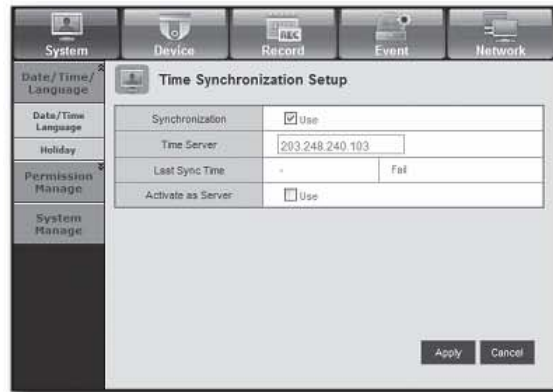 System
Device
Record
Event
Network
REC
Date/Time/
Language
Date/Time
Language
Holiday
Permission
Manage
System
Manage
Time Synchronization Setup
Synchronization
Use
Time Server
203.248.240.103
Last Sync Time
-
Fail
Activate as Server
Use
Apply
Cancel